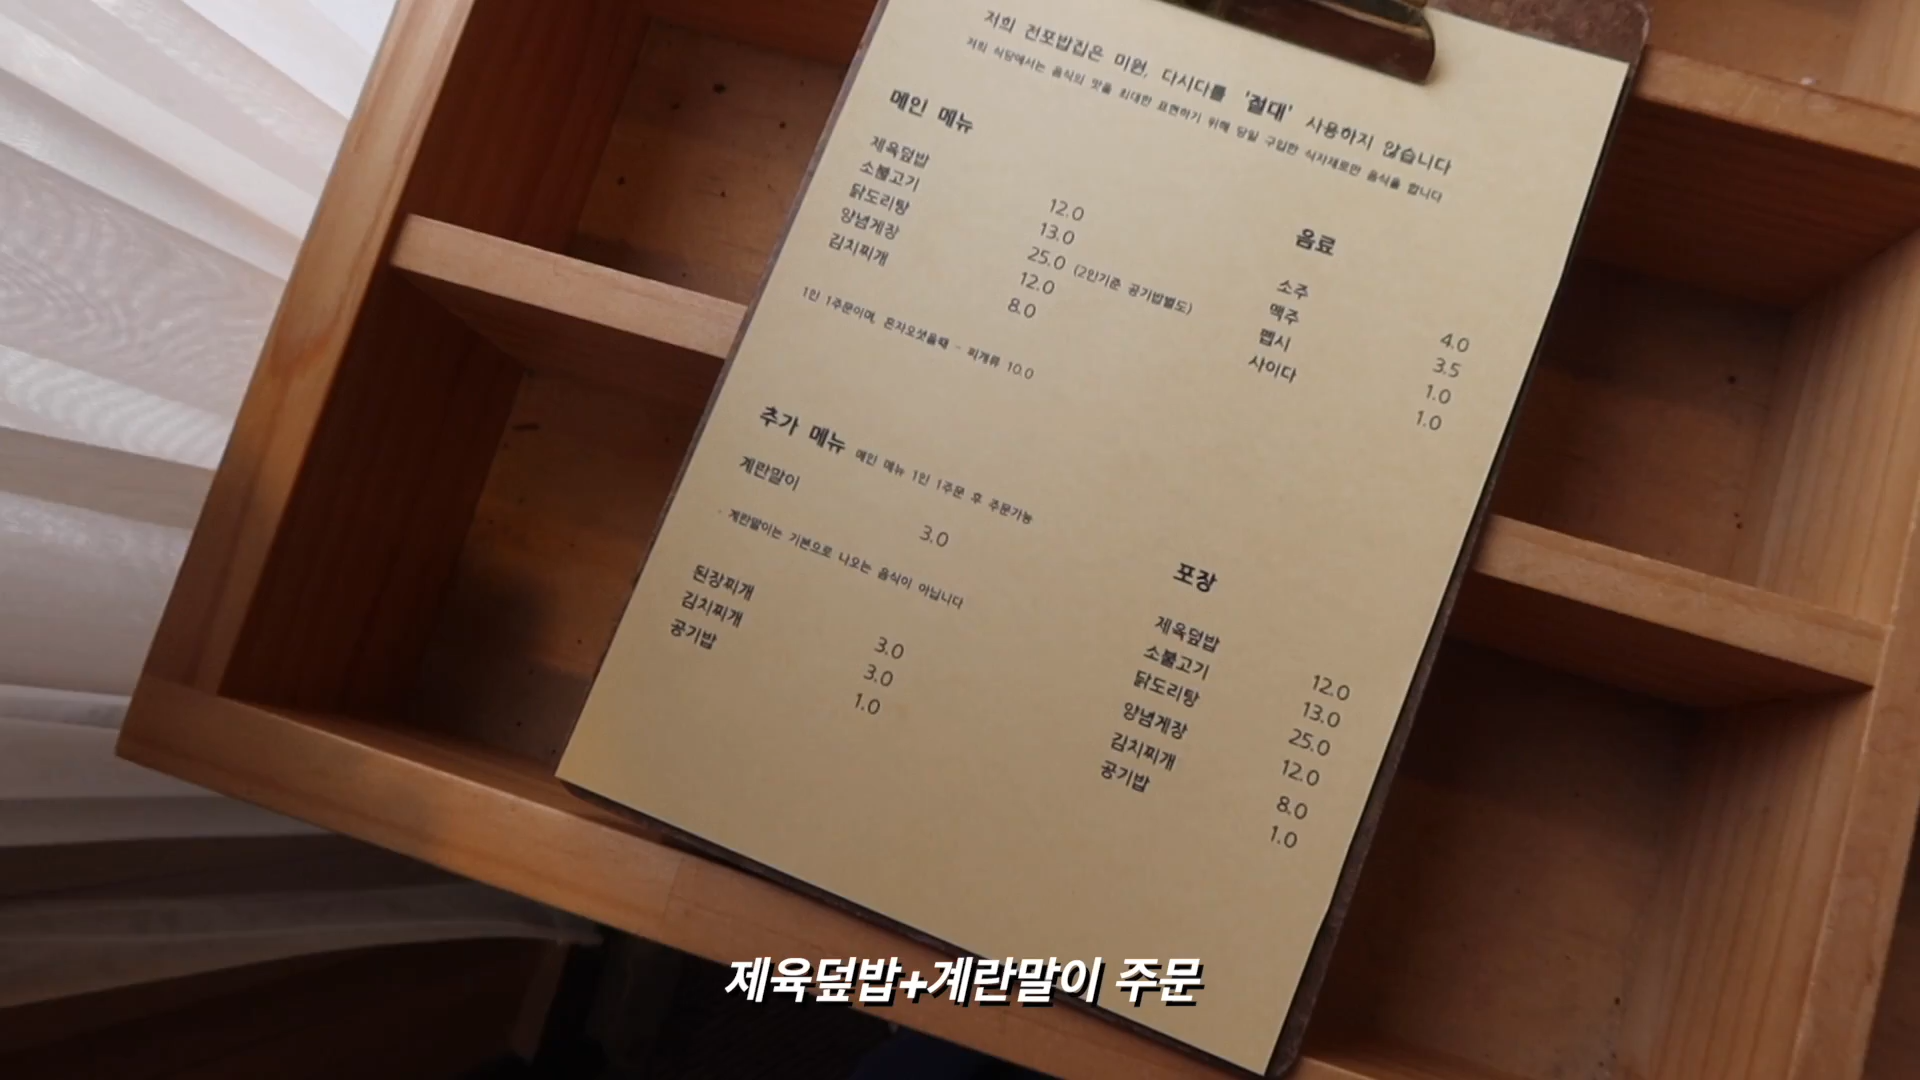 저희 전포밥집은 미원, 다시다를 '절대' 사용하지 않습니다
저희 식당에서는 음식의 맛을 최대한 표현하기 위해 당일 구입한 식자재로만 음식을 합니다
메인 메뉴
제육덮밥 12.0
소불고기 13.0
닭도리탕 25.0 (2인기준 공기밥별도)
양념게장 12.0
김치찌개 8.0
1인 1주문이며, 혼자오셧을때 - 찌개류 10.0
음료
소주 4.0
맥주 3.5
펩시 1.0
사이다 1.0
추가 메뉴 메인 메뉴 1인 1주문 후 주문가능
계란말이 3.0
- 계란말이는 기본으로 나오는 음식이 아닙니다
된장찌개 3.0
김치찌개 3.0
공기밥 1.0
포장
제육덮밥 12.0
소불고기 13.0
닭도리탕 25.0
양념게장 12.0
김치찌개 8.0
공기밥 1.0
제육덮밥+계란말이 주문